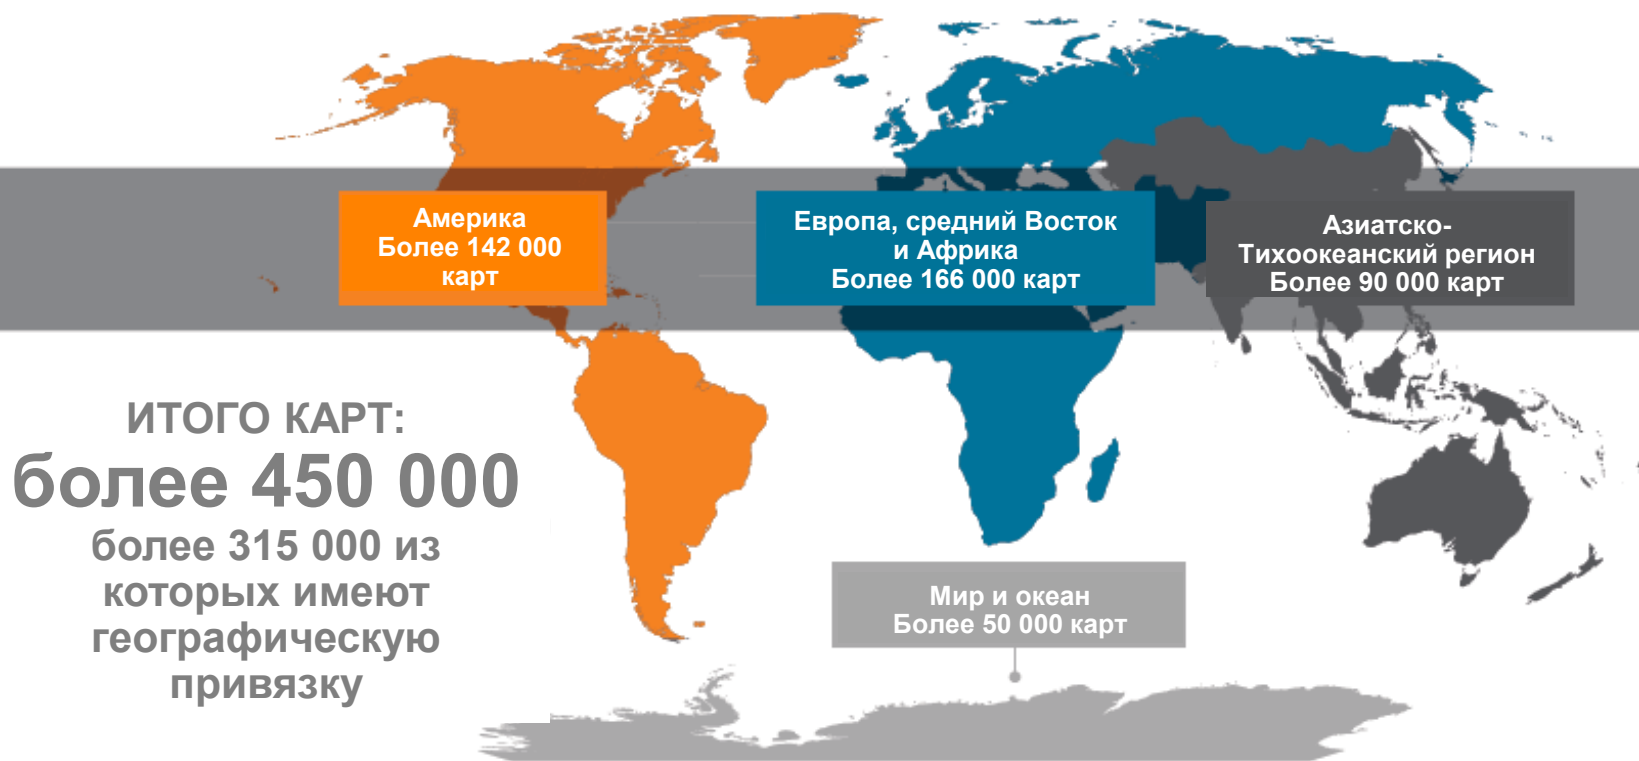 Америка
Более 142 000
карт
Европа, средний Восток
и Африка
Более 166 000 карт
Азиатско-
Тихоокеанский регион
Более 90 000 карт
ИТОГО КАРТ:
более 450 000
более 315 000 из
которых имеют
географическую
привязку
Мир и океан
Более 50 000 карт